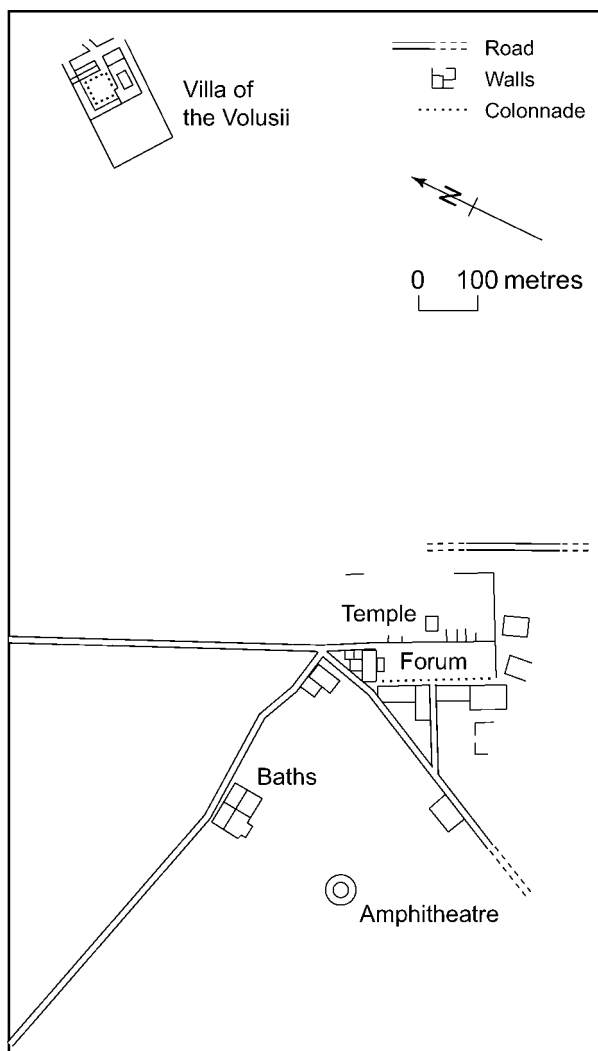 Villa of
the Volusii
Road
Walls
Colonnade
N
0 100 metres
Temple
Forum
Baths
Amphitheatre